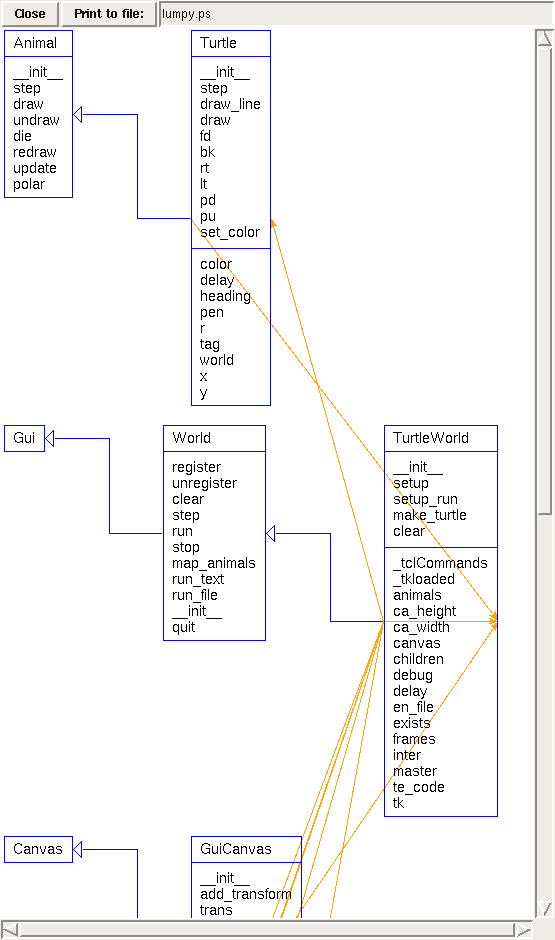 Close Print to file: lumpy.ps
Animal
__init__
step
draw
undraw
die
redraw
update
polar
Turtle
__init__
step
draw_line
draw
fd
bk
rt
lt
pd
pu
set_color
color
delay
heading
pen
r
tag
world
x
y
Gui
World
register
unregister
clear
step
run
stop
map_animals
run_text
run_file
__init__
quit
TurtleWorld
__init__
setup
setup_run
make_turtle
clear
_tclCommands
_tkloaded
animals
ca_height
ca_width
canvas
children
debug
delay
en_file
exists
frames
inter
master
te_code
tk
Canvas
GuiCanvas
__init__
add_transform
trans